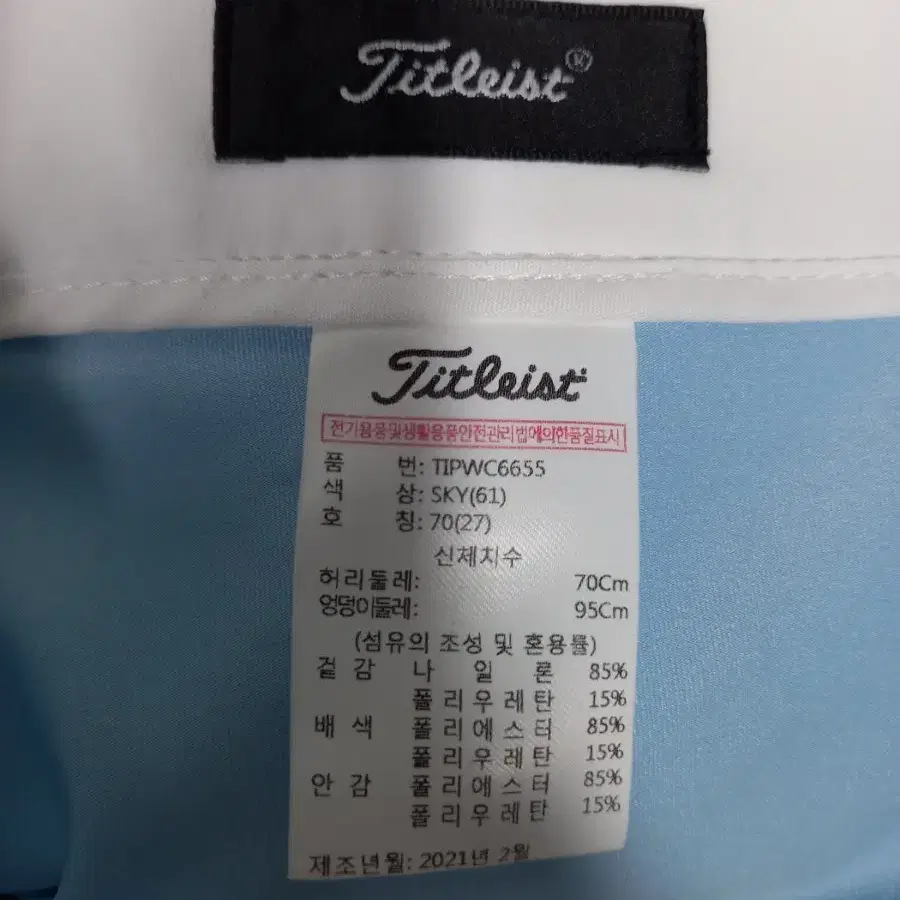 Titleist®
Titleist
전기용품및생활용품안전관리법에의한품질표시
품 번: TIPWC6655
색 상: SKY(61)
호 칭: 70(27)
신체치수
허리둘레: 70Cm
엉덩이둘레: 95Cm
(섬유의 조성 및 혼용률)
겉감 나일론 85%
폴리우레탄 15%
배색 폴리에스터 85%
폴리우레탄 15%
안감 폴리에스터 85%
폴리우레탄 15%
제조년월: 2021년 2월